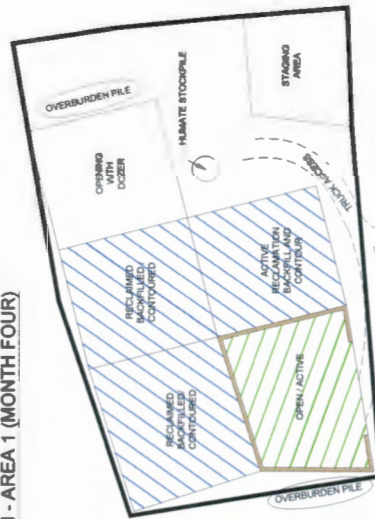 - AREA 1 (MONTH FOUR)
OVERBURDEN PILE
OPENING
WITH
DOZER
HUMATE STOCKPILE
STAGING
AREA
TRUCK ACCESS
RECLAIMED
BACKFILLED/
CONTOURED
ACTIVE
RECLAMATION
BACKFILL AND
CONTOUR
RECLAIMED
BACKFILLED/
CONTOURED
OPEN / ACTIVE
OVERBURDEN PILE